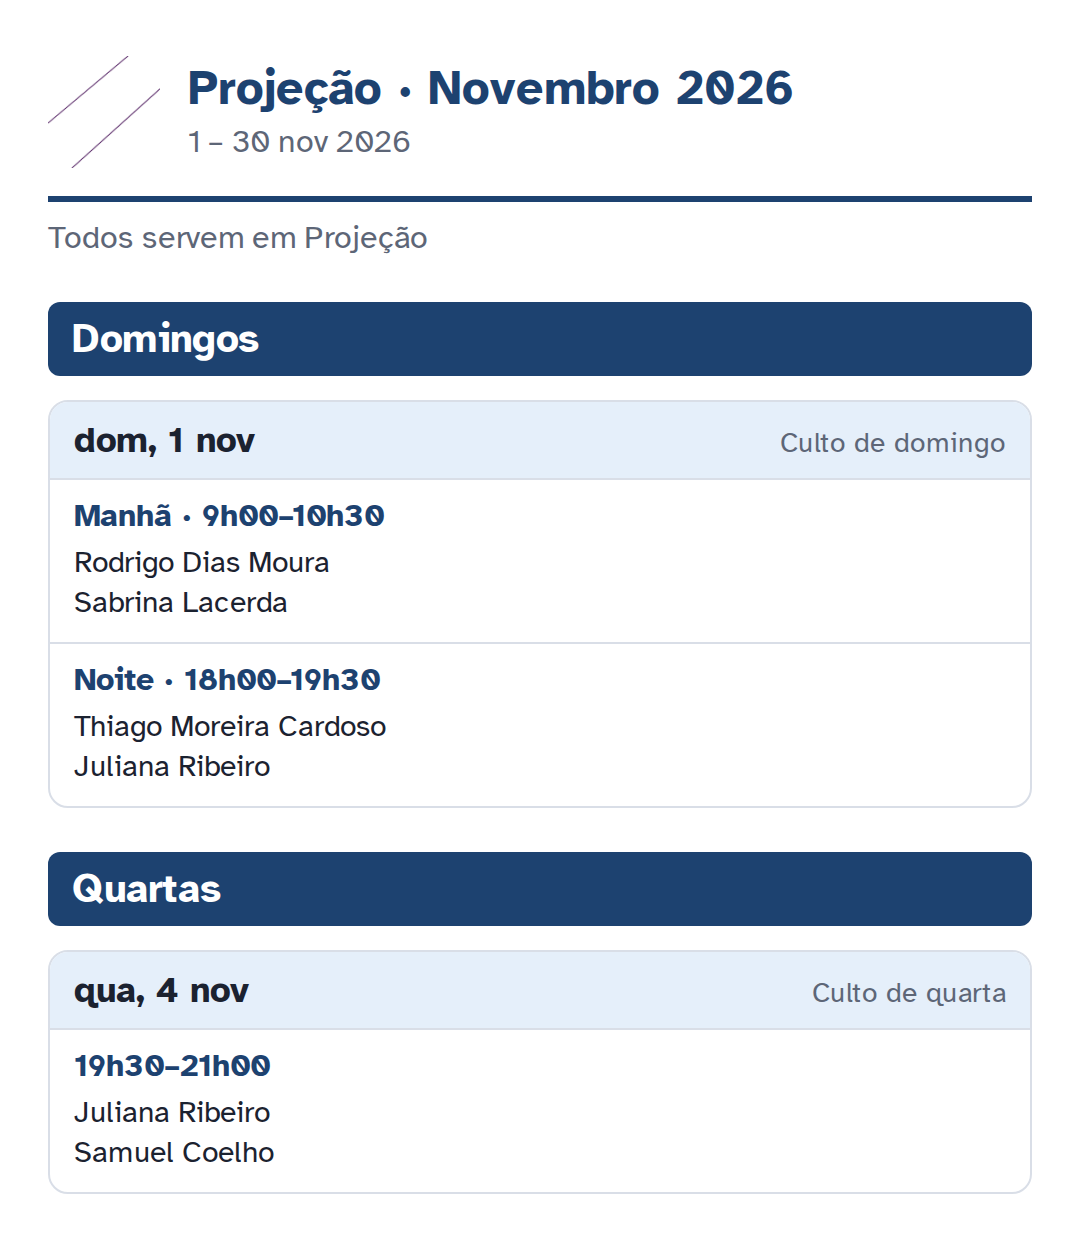 Projeção · Novembro 2026
1 – 30 nov 2026
Todos servem em Projeção
Domingos
dom, 1 nov
Culto de domingo
Manhã · 9h00–10h30
Rodrigo Dias Moura
Sabrina Lacerda
Noite · 18h00–19h30
Thiago Moreira Cardoso
Juliana Ribeiro
Quartas
qua, 4 nov
Culto de quarta
19h30–21h00
Juliana Ribeiro
Samuel Coelho